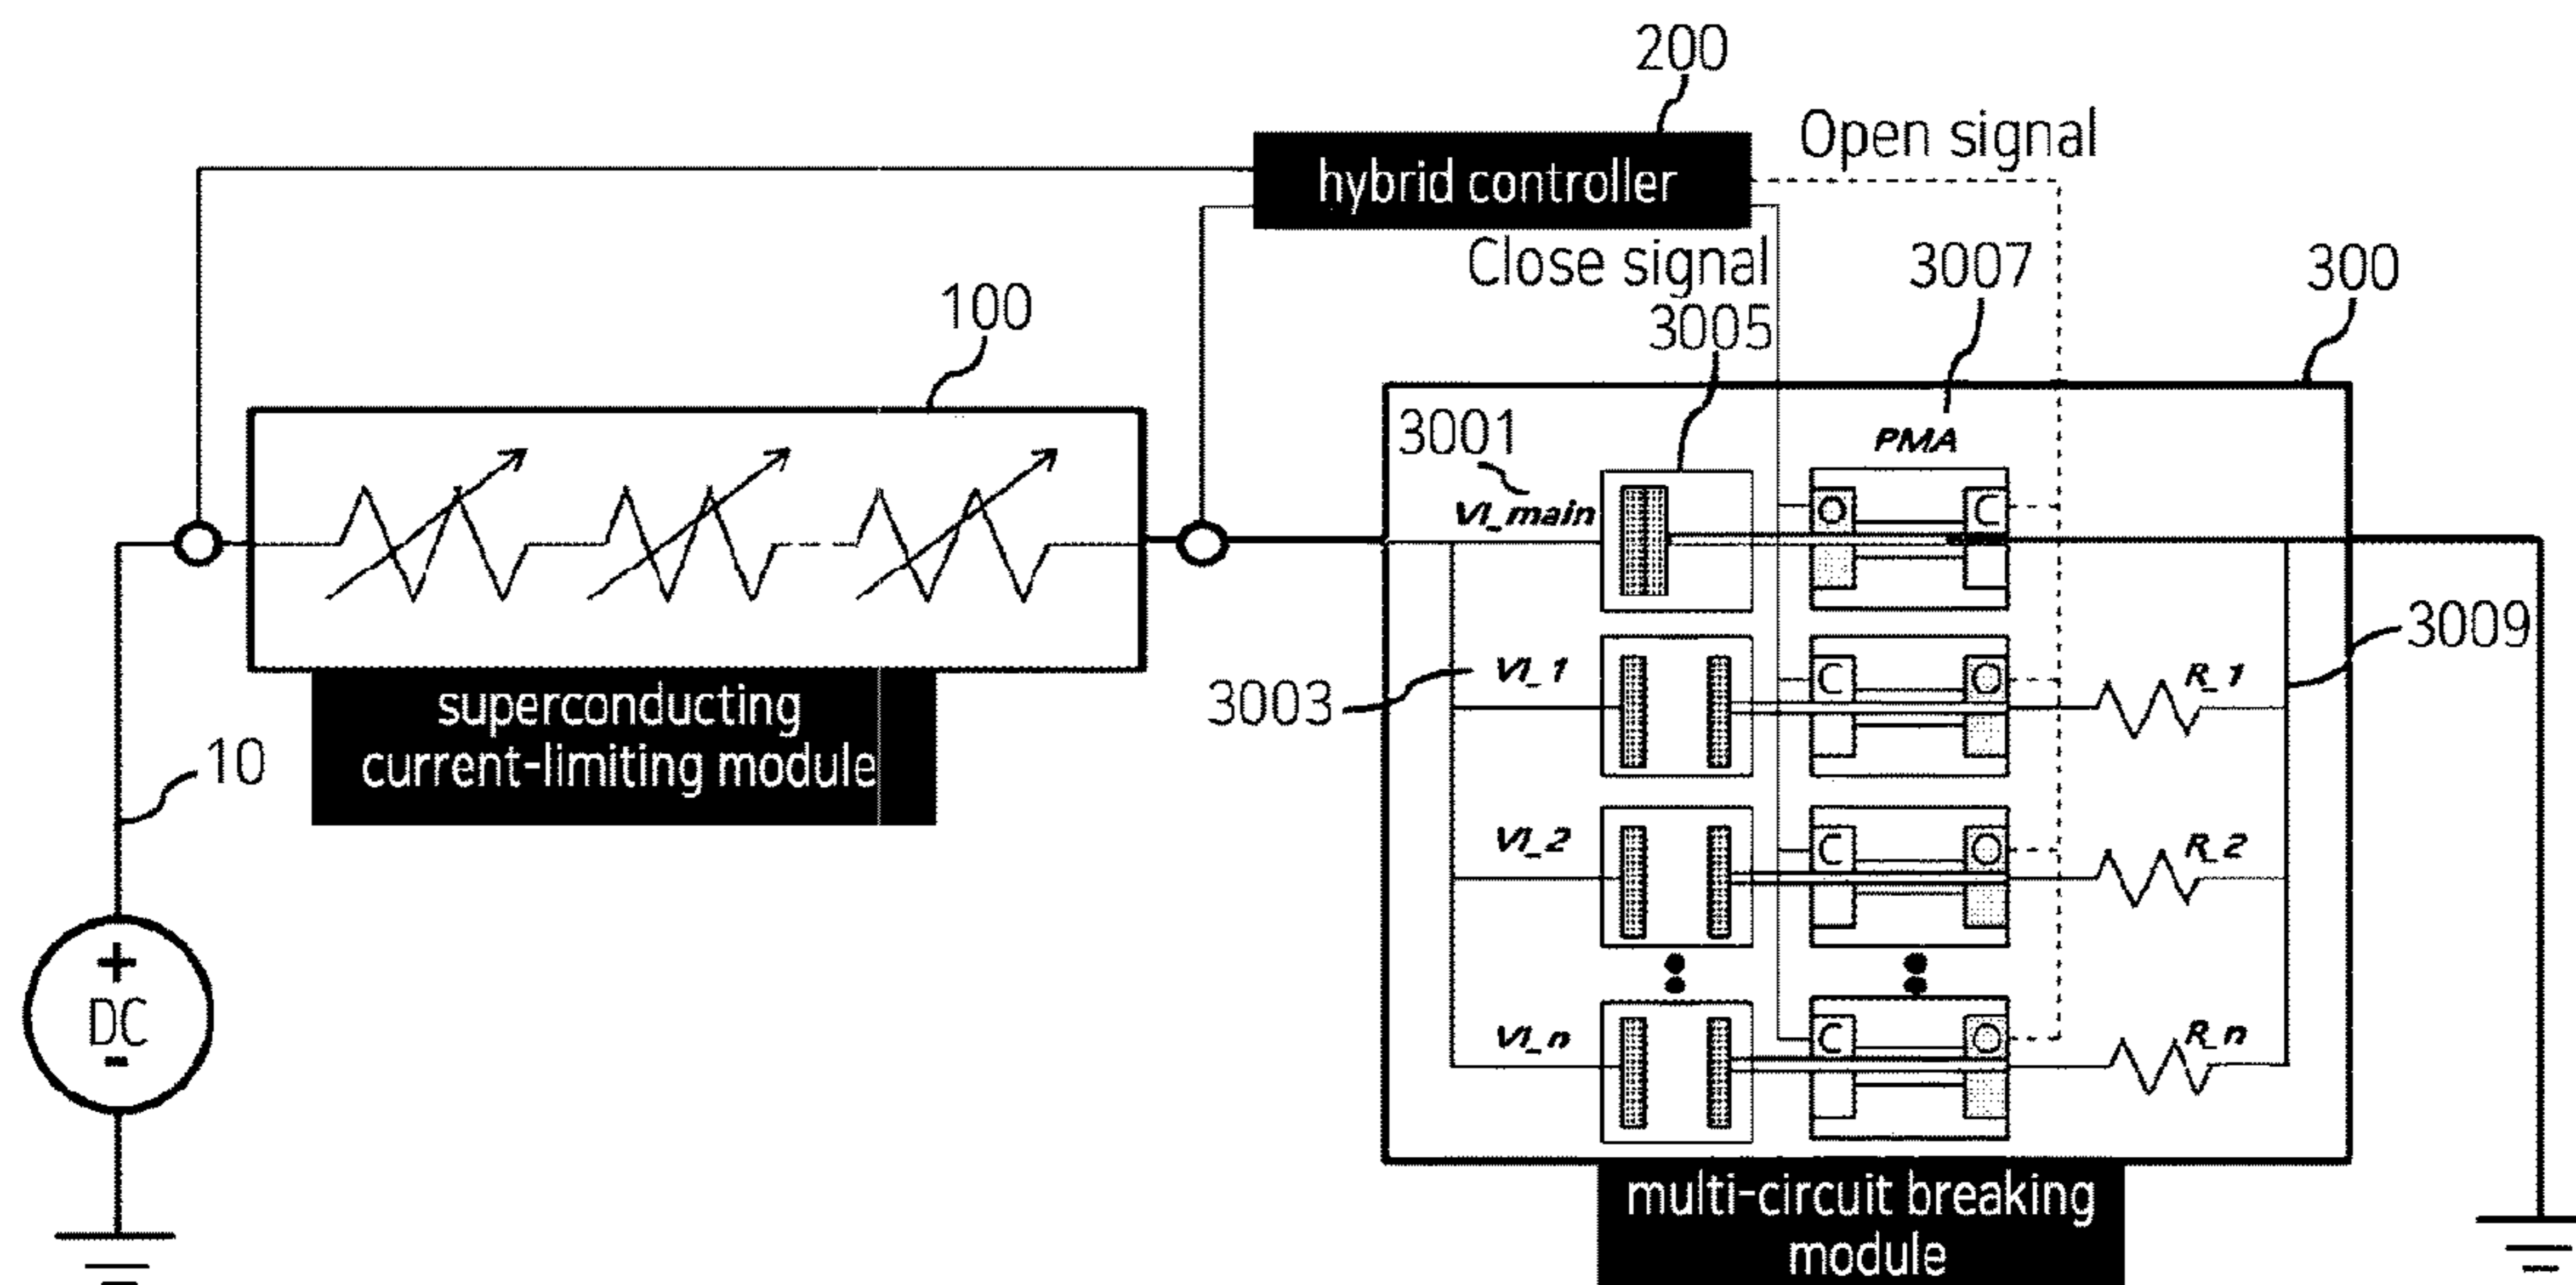 200
Open signal
hybrid controller
Close signal
3007
300
100
3005
3001
PMA
VI_main
O
C
3009
VI_1
C
O
R_1
3003
superconducting
current-limiting module
10
VI_2
C
O
R_2
+
DC
-
VI_n
C
O
R_n
multi-circuit breaking
module